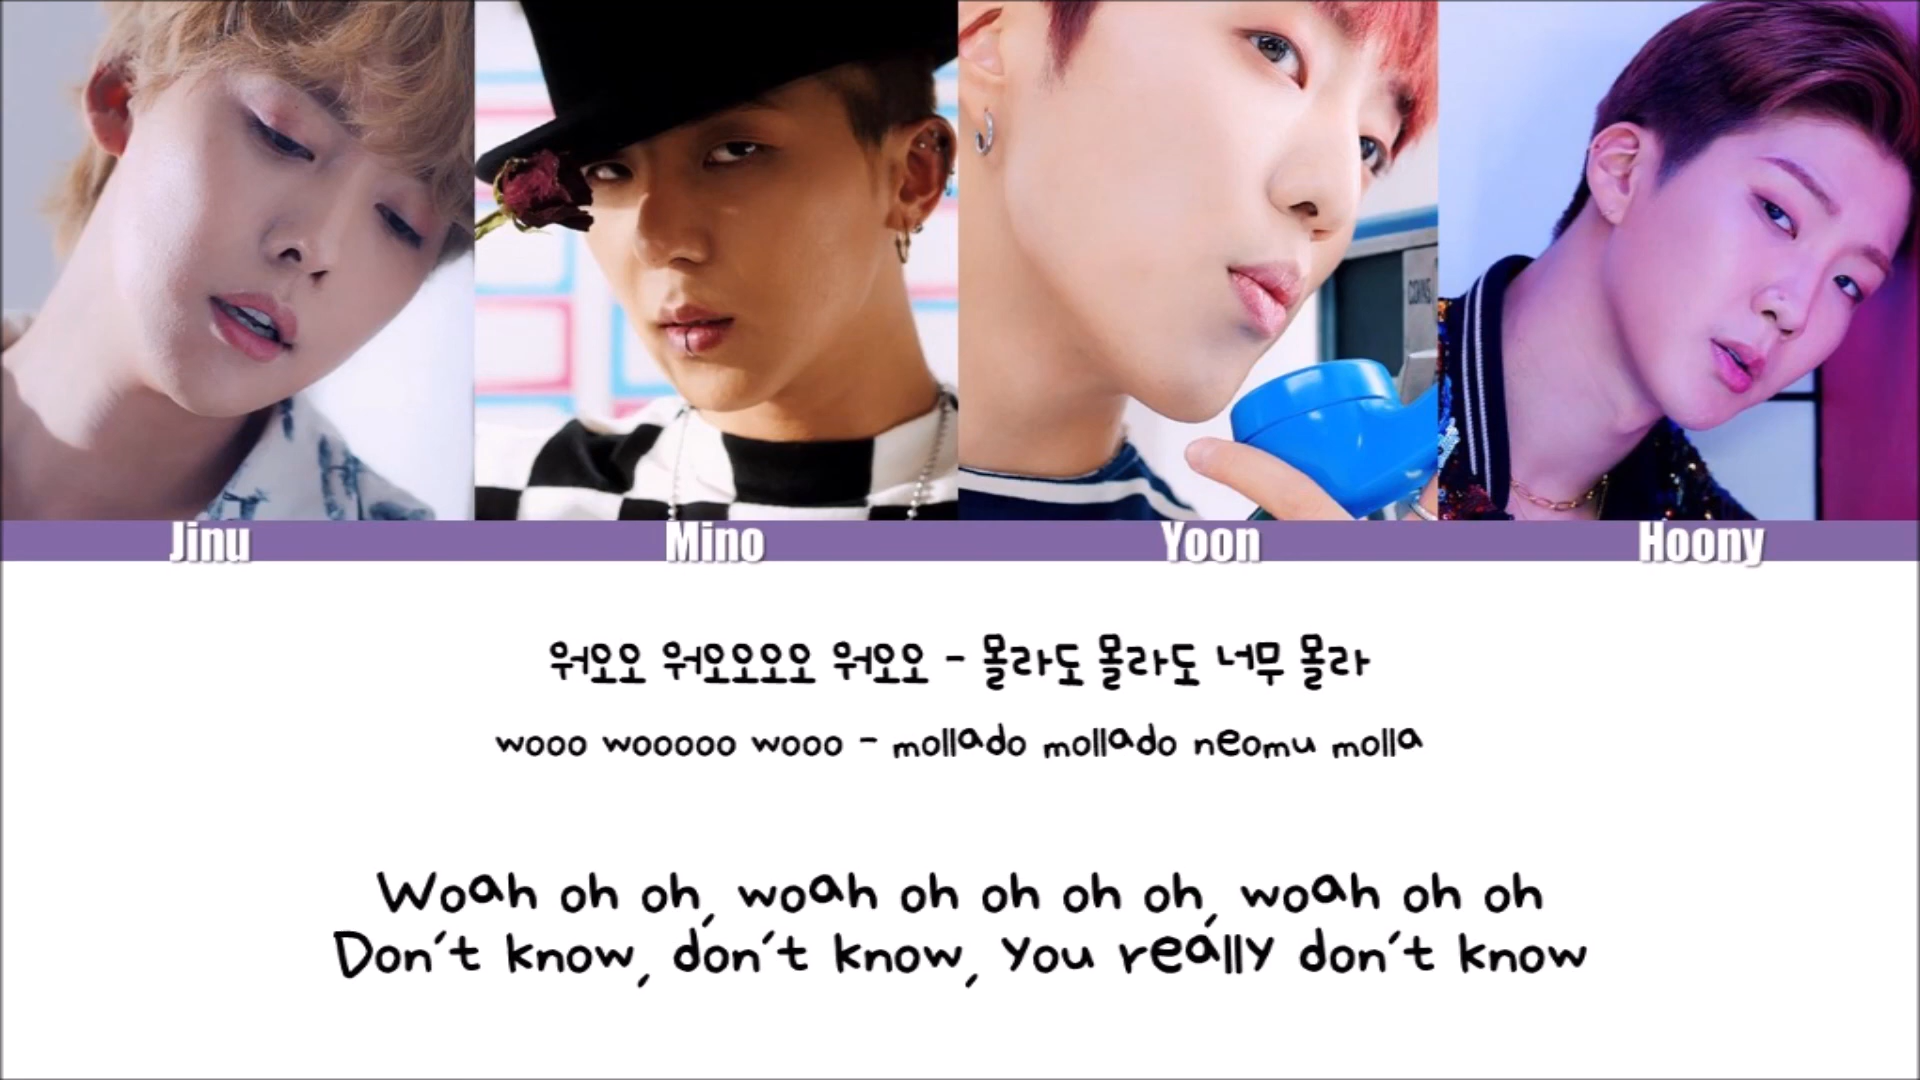 COINS
Jinu Mino Yoon Hoony
워오오 워오오오오 워오오 - 몰라도 몰라도 너무 몰라
wooo wooooo wooo - mollado mollado neomu molla
Woah oh oh, woah oh oh oh oh, woah oh oh
Don't know, don't know, you really don't know